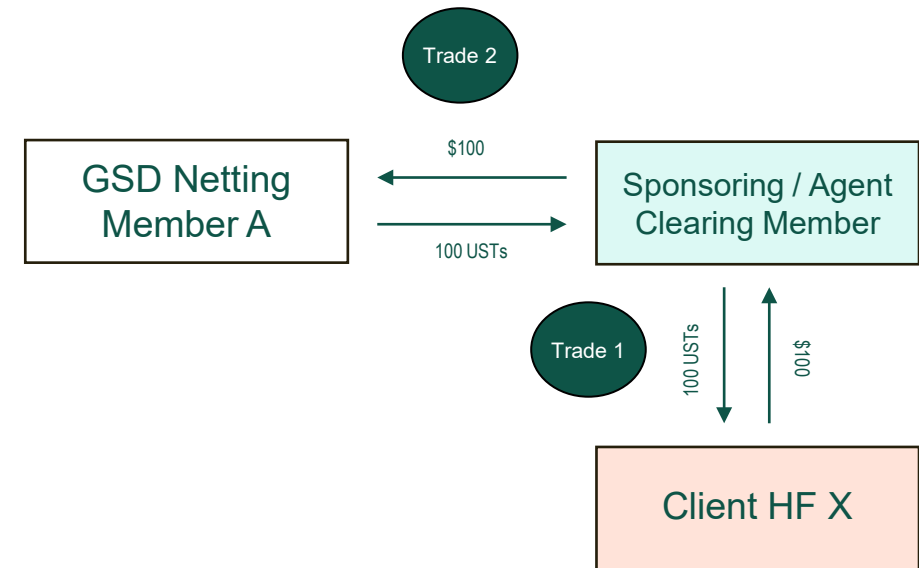 Trade 2
GSD Netting
Member A
$100
100 USTs
Sponsoring / Agent
Clearing Member
Trade 1
100 USTs
$100
Client HF X